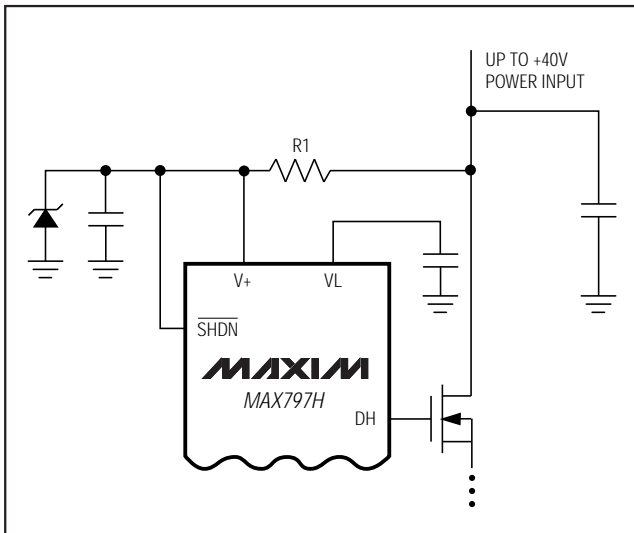 UP TO +40V
POWER INPUT
R1
V+
VL
SHDN
MAXIM
MAX797H
DH